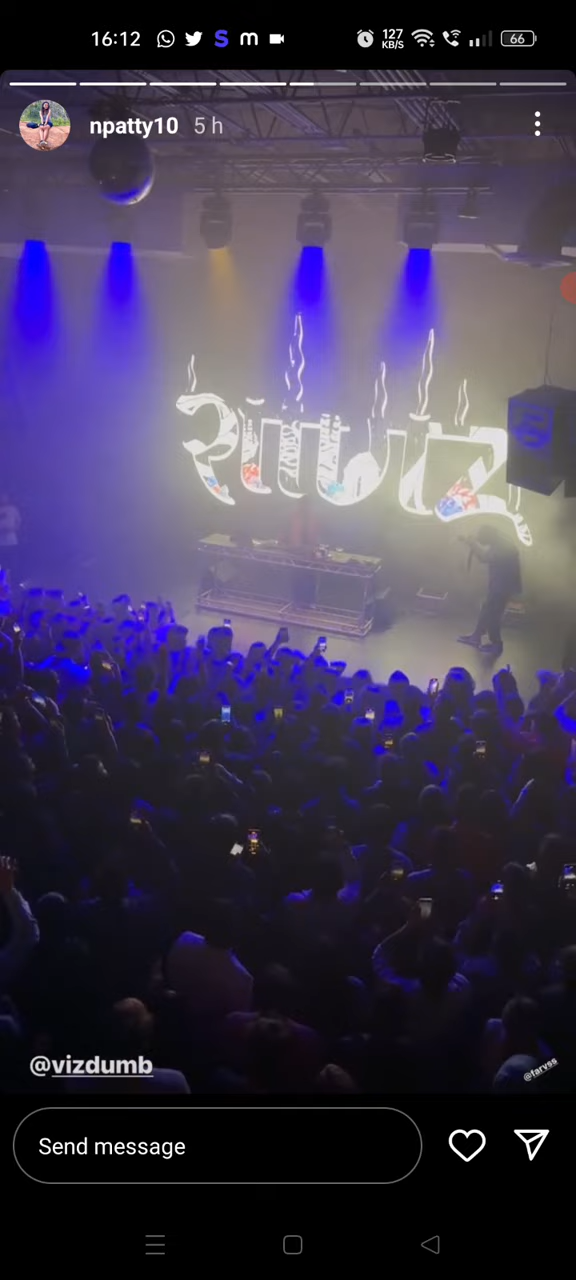 16:12
127
KB/S
66
npatty10 5 h
@vizdumb
@farvss
Send message